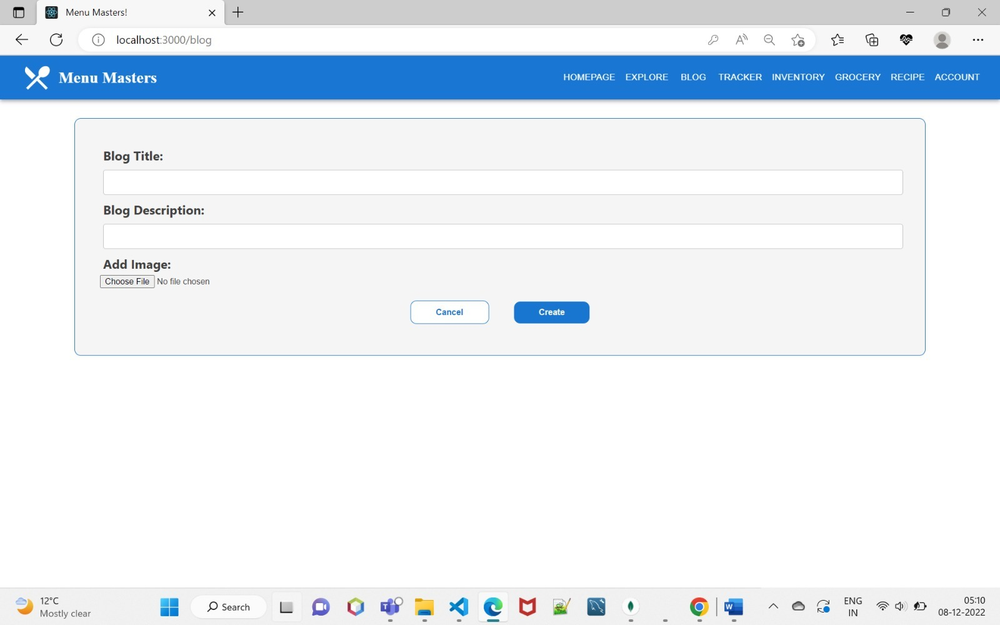 Menu Masters!
localhost:3000/blog
Menu Masters
HOMEPAGE EXPLORE BLOG TRACKER INVENTORY GROCERY RECIPE ACCOUNT
Blog Title:
Blog Description:
Add Image:
Choose File No file chosen
Cancel Create
12°C
Mostly clear
Search
T
W
ENG
IN
05:10
08-12-2022